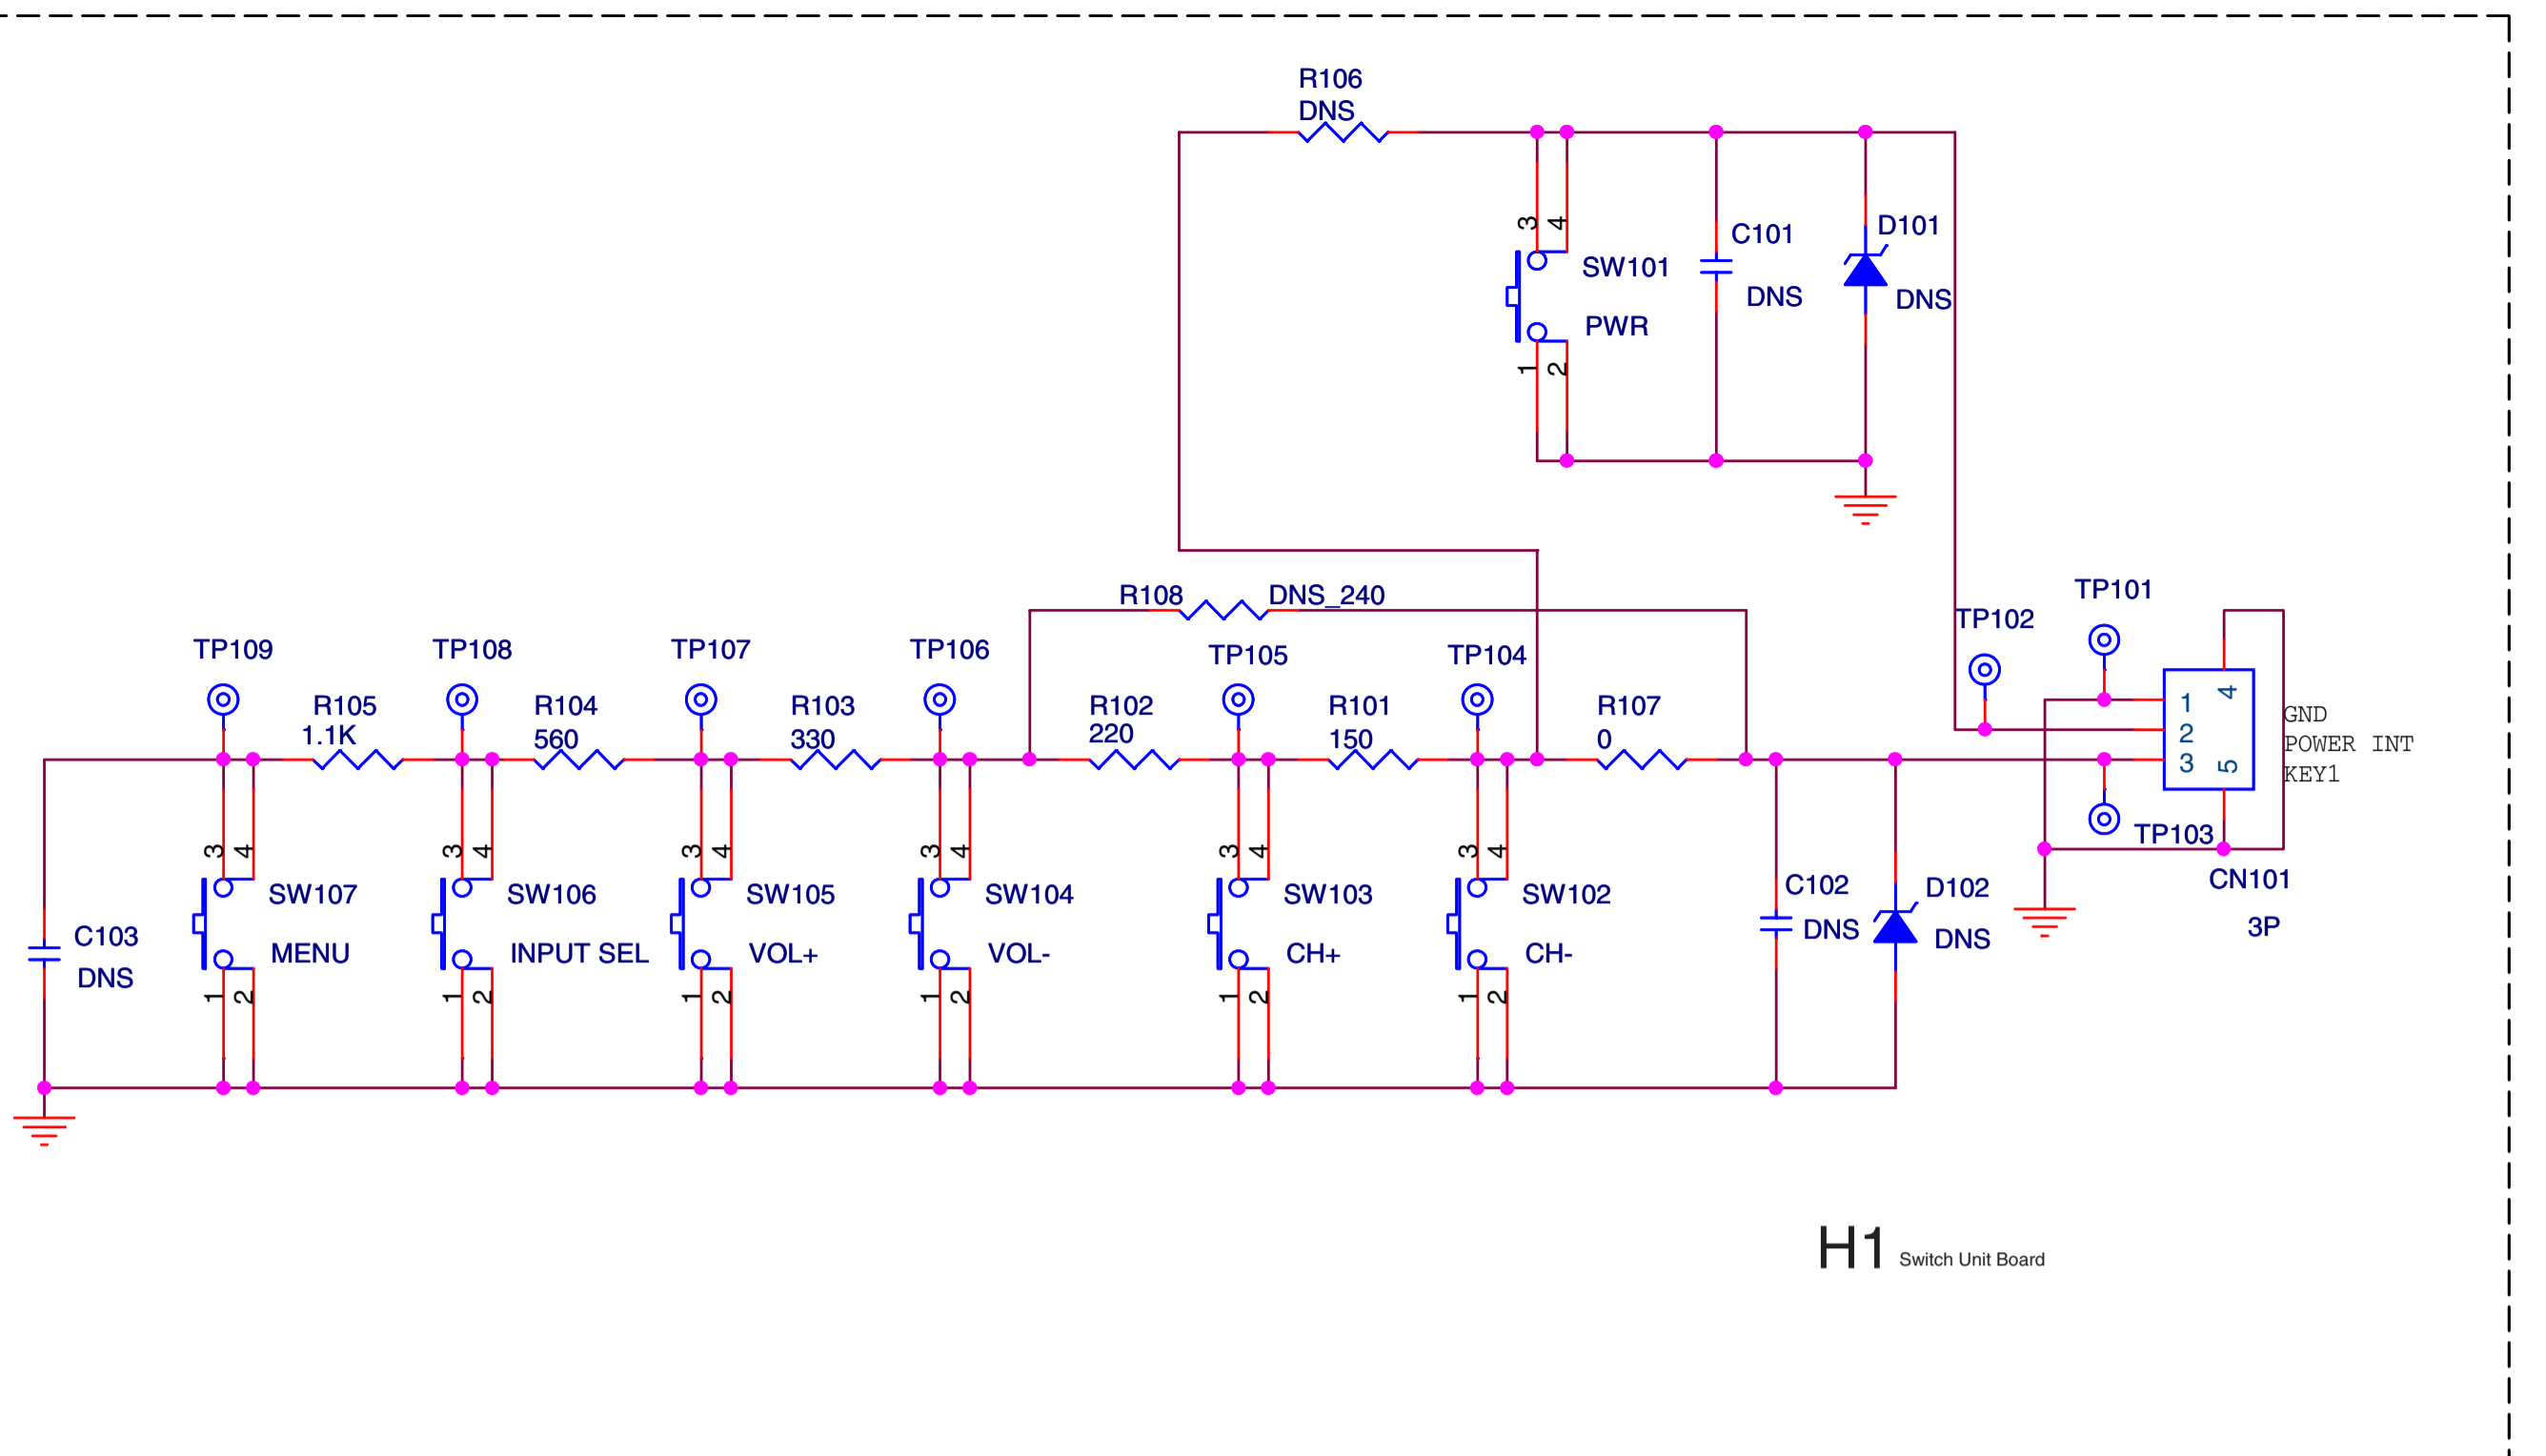 R106
DNS
3
4
SW101
PWR
1
2
C101
DNS
D101
DNS
R108
DNS_240
TP101
TP102
TP109
TP108
TP107
TP106
TP105
TP104
R105
1.1K
R104
560
R103
330
R102
220
R101
150
R107
0
1
2
3
4
5
GND
POWER INT
KEY1
TP103
CN101
3P
3
4
3
4
3
4
3
4
3
4
3
4
C103
DNS
SW107
MENU
SW106
INPUT SEL
SW105
VOL+
SW104
VOL-
SW103
CH+
SW102
CH-
C102
DNS
D102
DNS
1
2
1
2
1
2
1
2
1
2
1
2
H1 Switch Unit Board